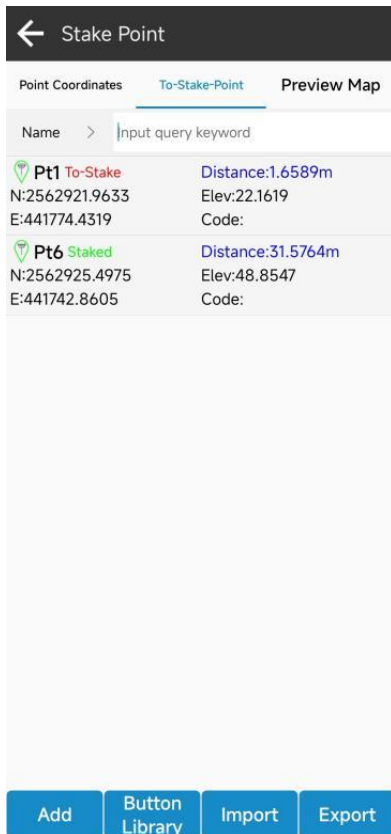 Stake Point
Point Coordinates To-Stake-Point Preview Map
Name > Input query keyword
Pt1 To-Stake Distance:1.6589m
N:2562921.9633 Elev:22.1619
E:441774.4319 Code:
Pt6 Staked Distance:31.5764m
N:2562925.4975 Elev:48.8547
E:441742.8605 Code:
Add Button Library Import Export